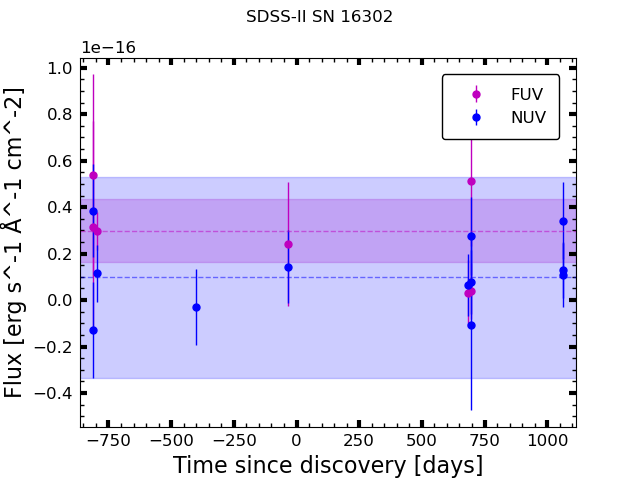 SDSS-II SN 16302
1e−16
1.0
0.8
0.6
0.4
0.2
0.0
−0.2
−0.4
Flux [erg s^-1 Å^-1 cm^-2]
FUV
NUV
−750 −500 −250 0 250 500 750 1000
Time since discovery [days]